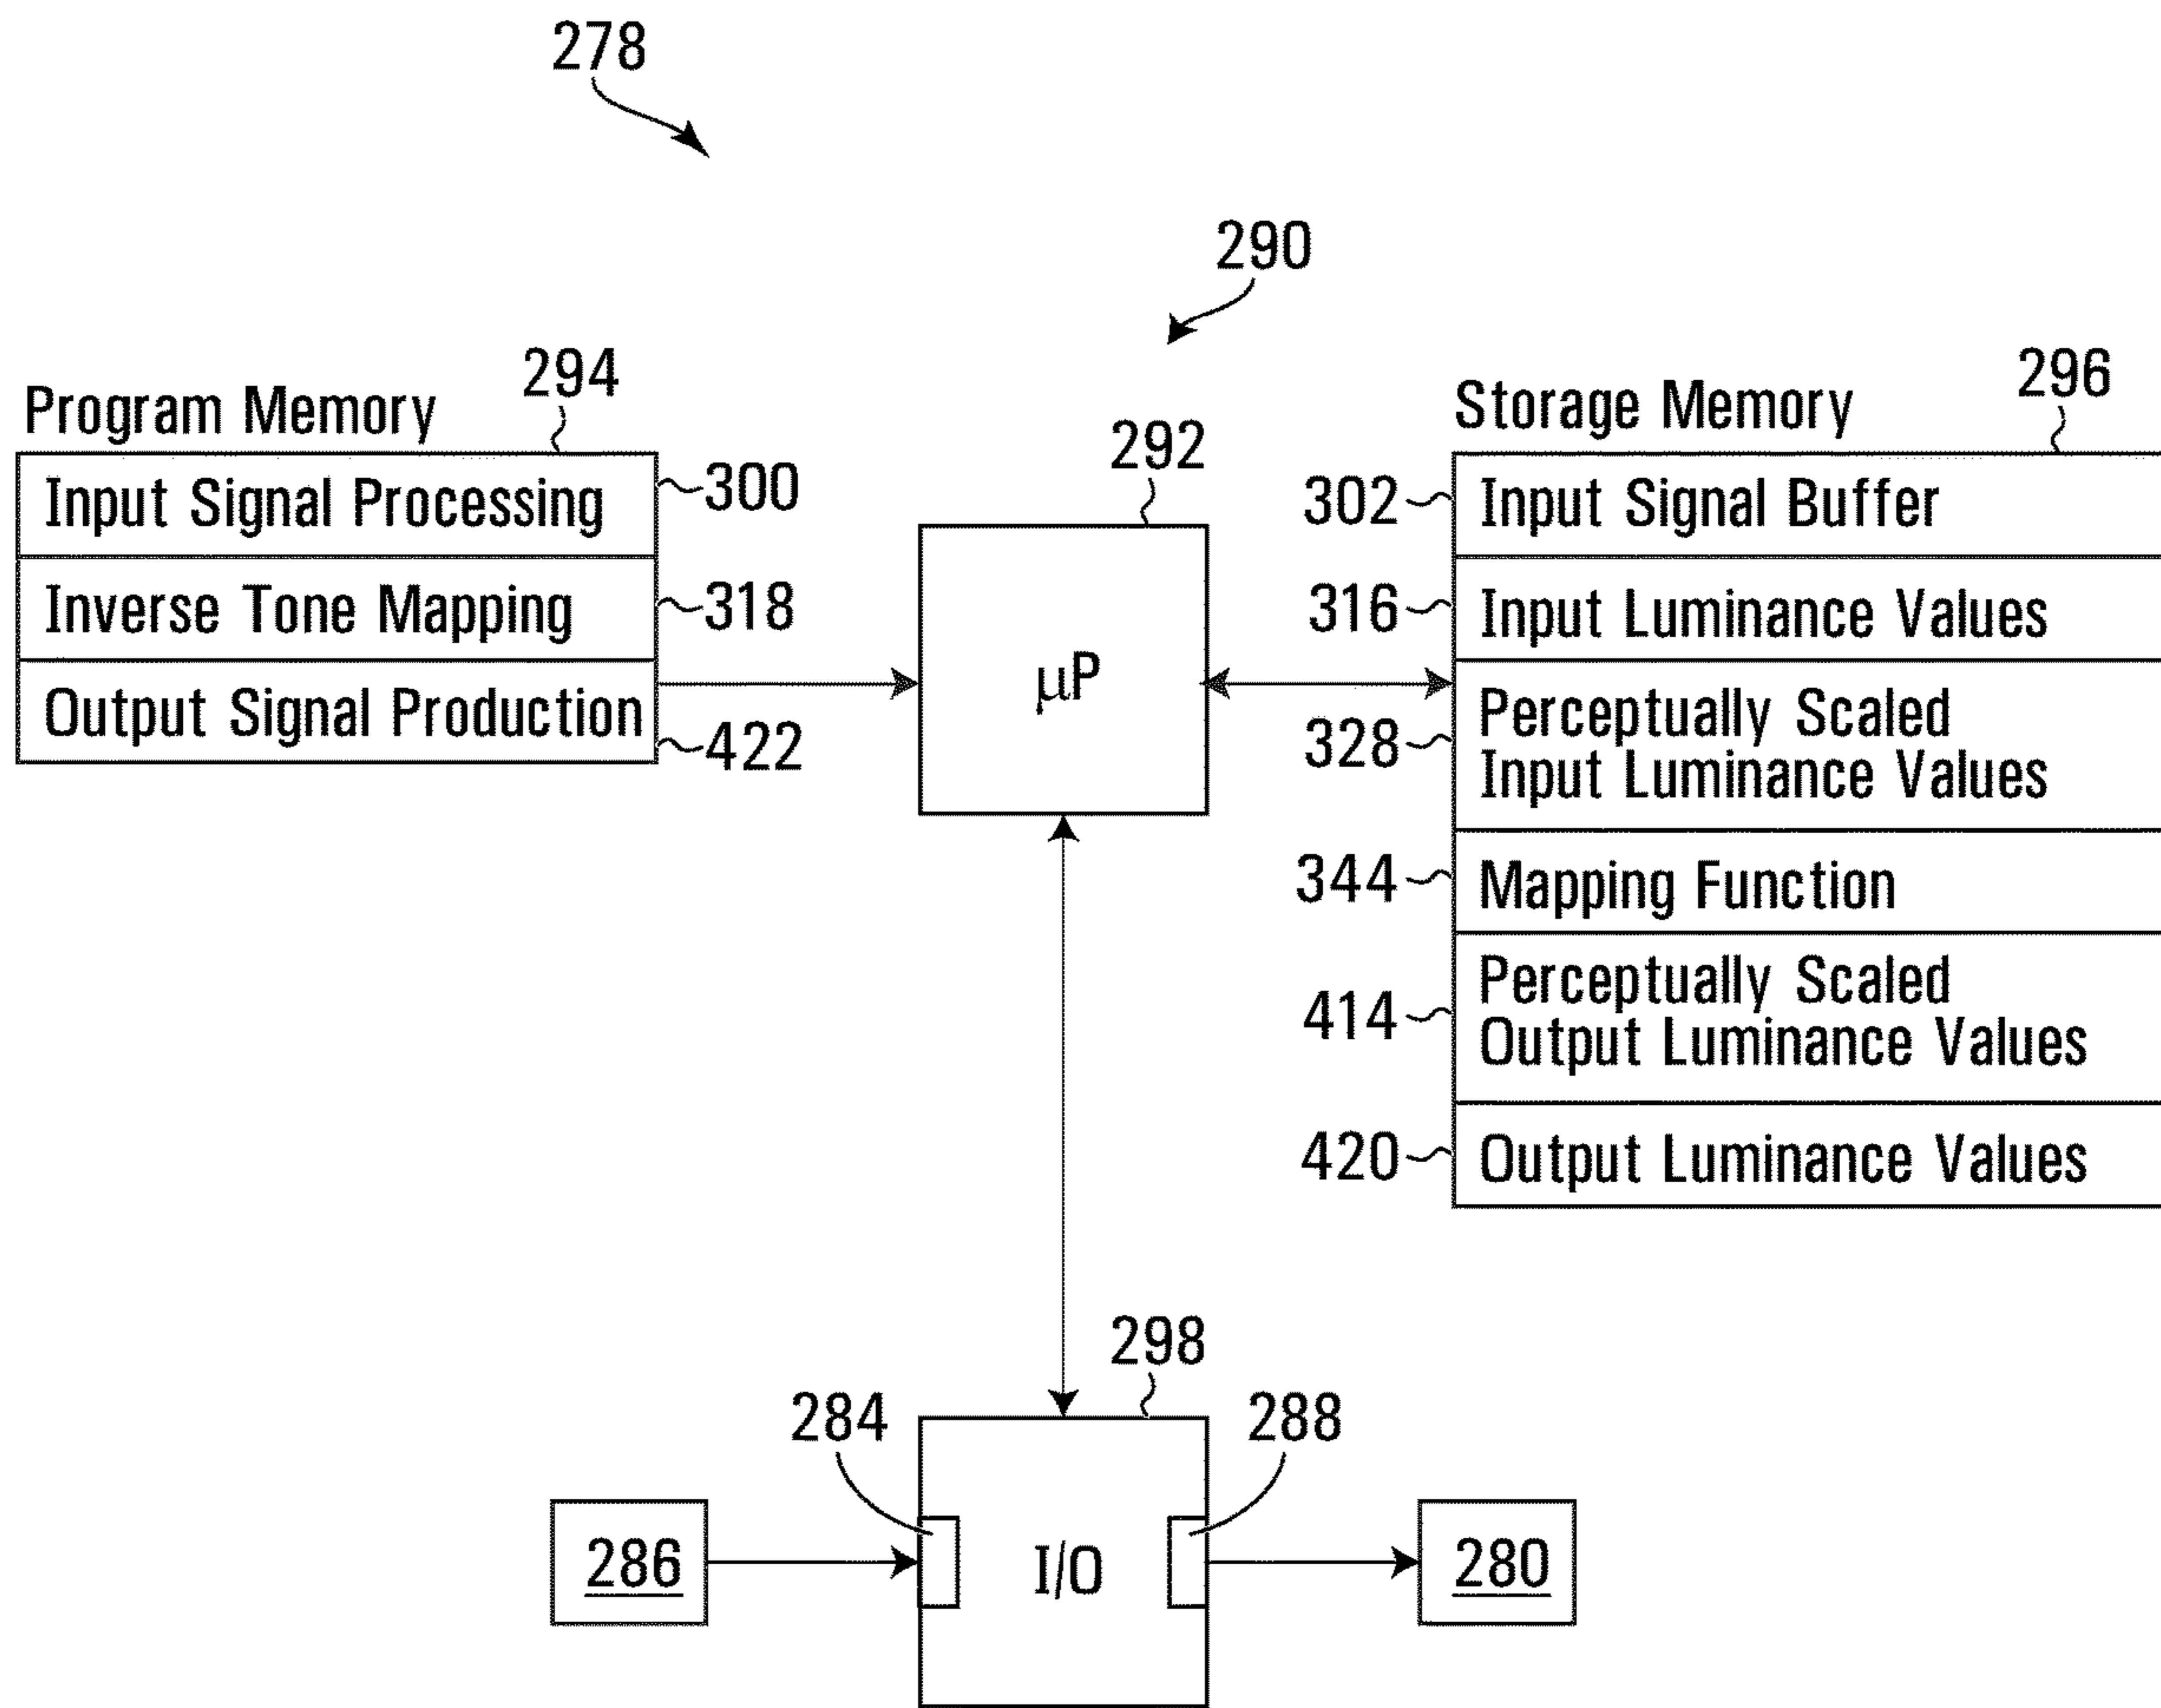 278
290
294
Program Memory
Input Signal Processing
300
Inverse Tone Mapping
318
Output Signal Production
422
292
µP
296
Storage Memory
302
Input Signal Buffer
316
Input Luminance Values
328
Perceptually Scaled
Input Luminance Values
344
Mapping Function
414
Perceptually Scaled
Output Luminance Values
420
Output Luminance Values
298
284
288
286
I/O
280